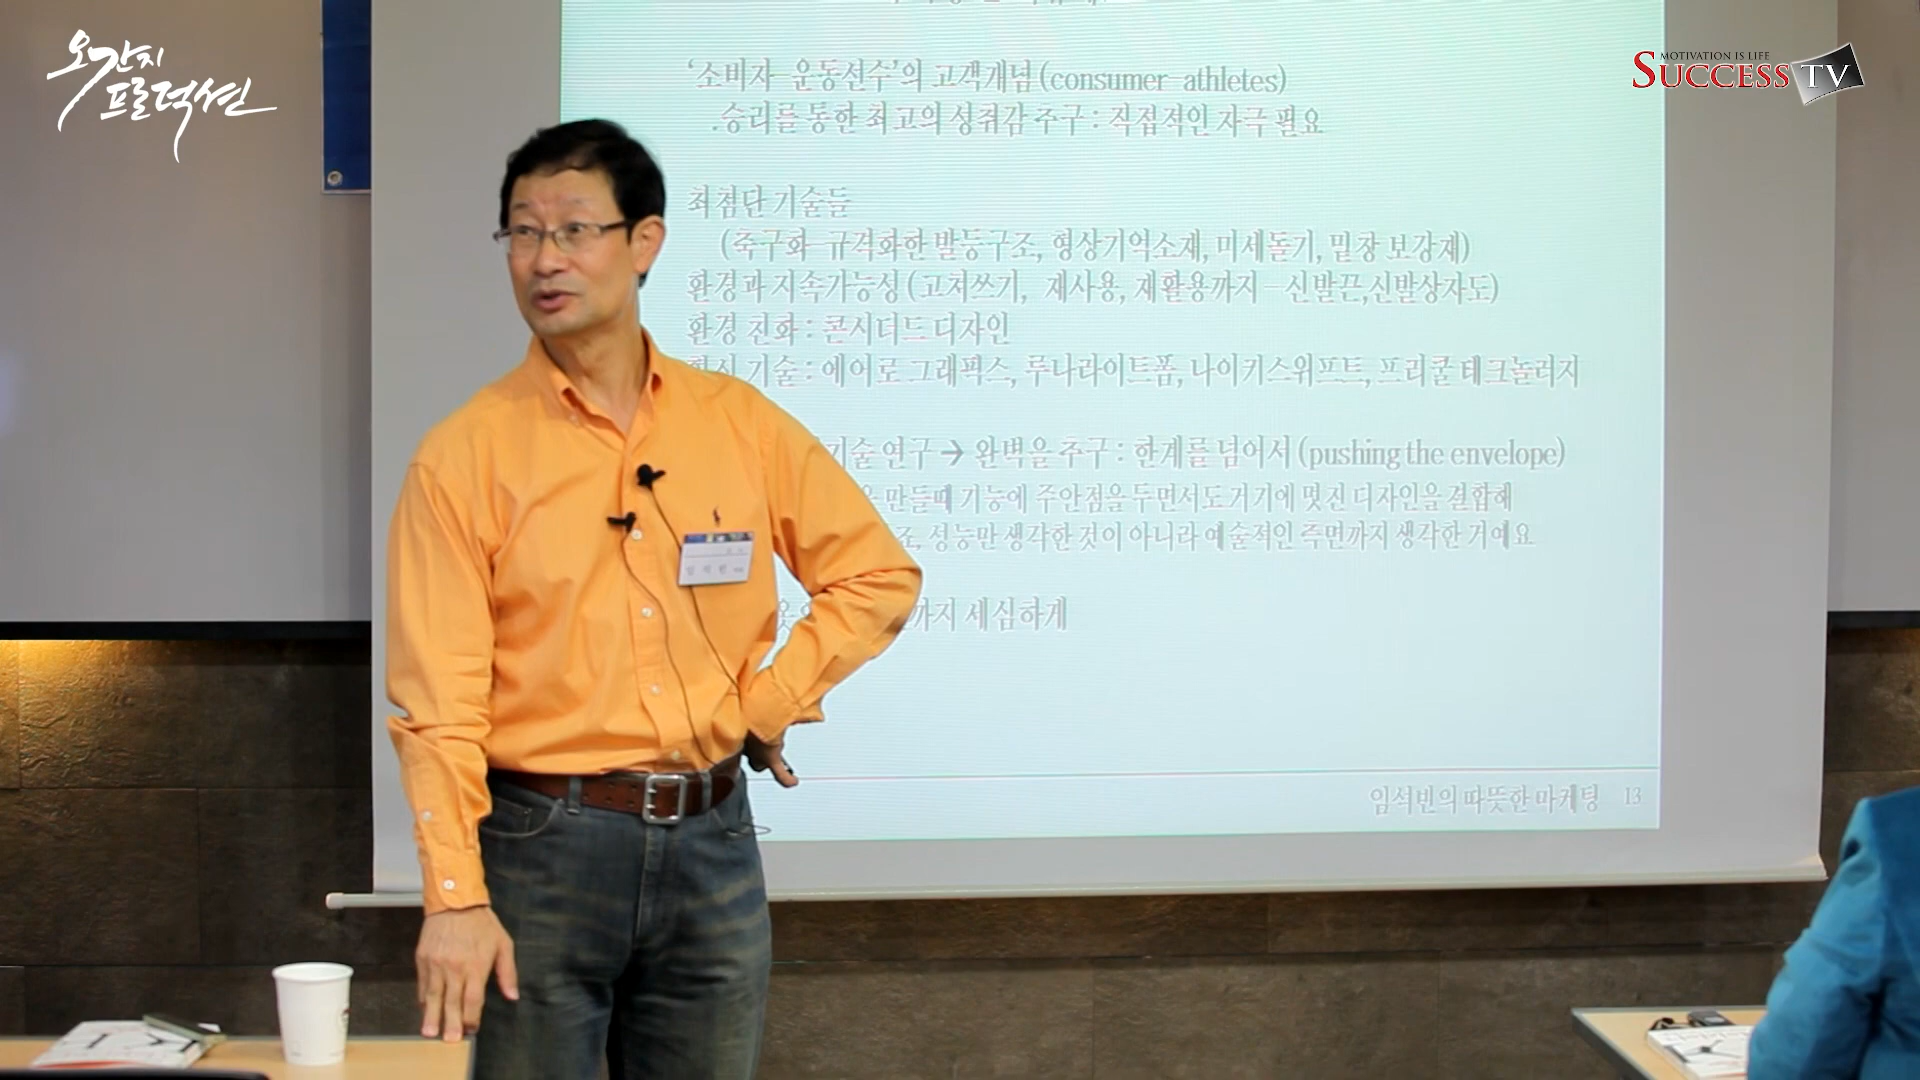 오간지
프로덕션
MOTIVATION IS LIFE
SUCCESS TV
‘소비자 운동선수’의 고객개념 (consumer athletes)
. 승리를 통한 최고의 성취감 추구 : 직접적인 자극 필요
최첨단 기술들
(축구화-규격화한 발등구조, 형상기억소재, 미세돌기, 밑창 보강재)
환경과 지속가능성 (고쳐쓰기, 재사용, 재활용까지 – 신발끈,신발상자도)
환경 진화 : 콘시더드 디자인
혁신 기술 : 에어로 그래픽스, 루나라이트폼, 나이키스위프트, 프리쿨 테크놀러지
기술 연구 → 완벽을 추구 : 한계를 넘어서 (pushing the envelope)
만들때 기능에 주안점을 두면서도 거기에 멋진 디자인을 결합해
성능만 생각한 것이 아니라 예술적인 측면까지 생각한 거예요
까지 세심하게
임석빈의 따뜻한 마케팅 13
임석빈